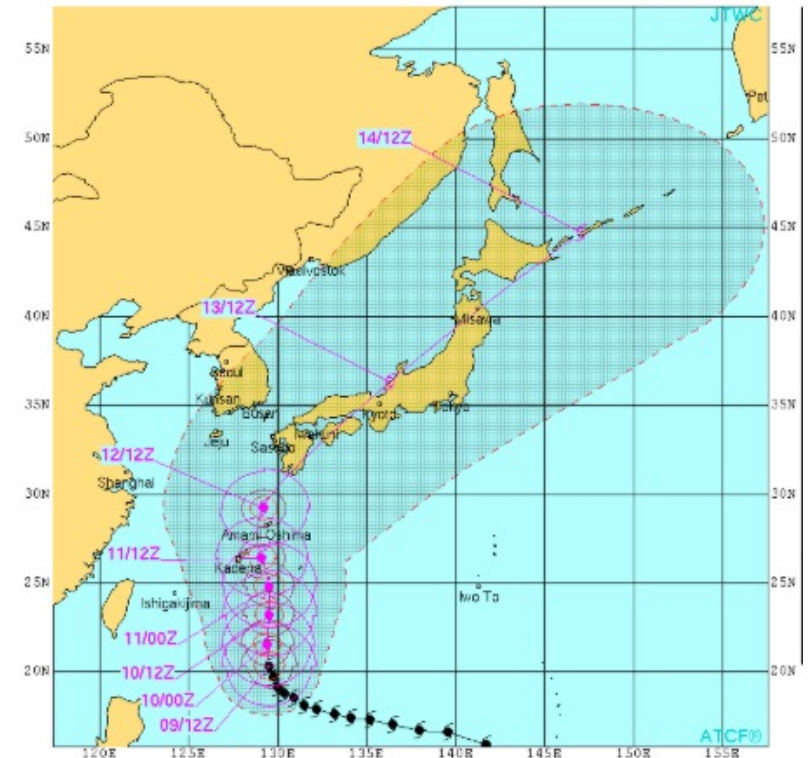 JTWC
55N
55N
Pet
50N
14/12Z
50N
45N
45N
Vladivostok
13/12Z
40N
40N
Misawa
Seoul
Kunsan
35N
Busan
Kyoto
Tokyo
35N
Jeju
Sasebo
Iwakuni
12/12Z
Shanghai
30N
30N
Amami Oshima
11/12Z
Kadena
25N
Ishigakijima
Iwo To
25N
11/00Z
10/12Z
20N
20N
10/00Z
09/12Z
ATCF®
120E
125E
130E
135E
140E
145E
150E
155E